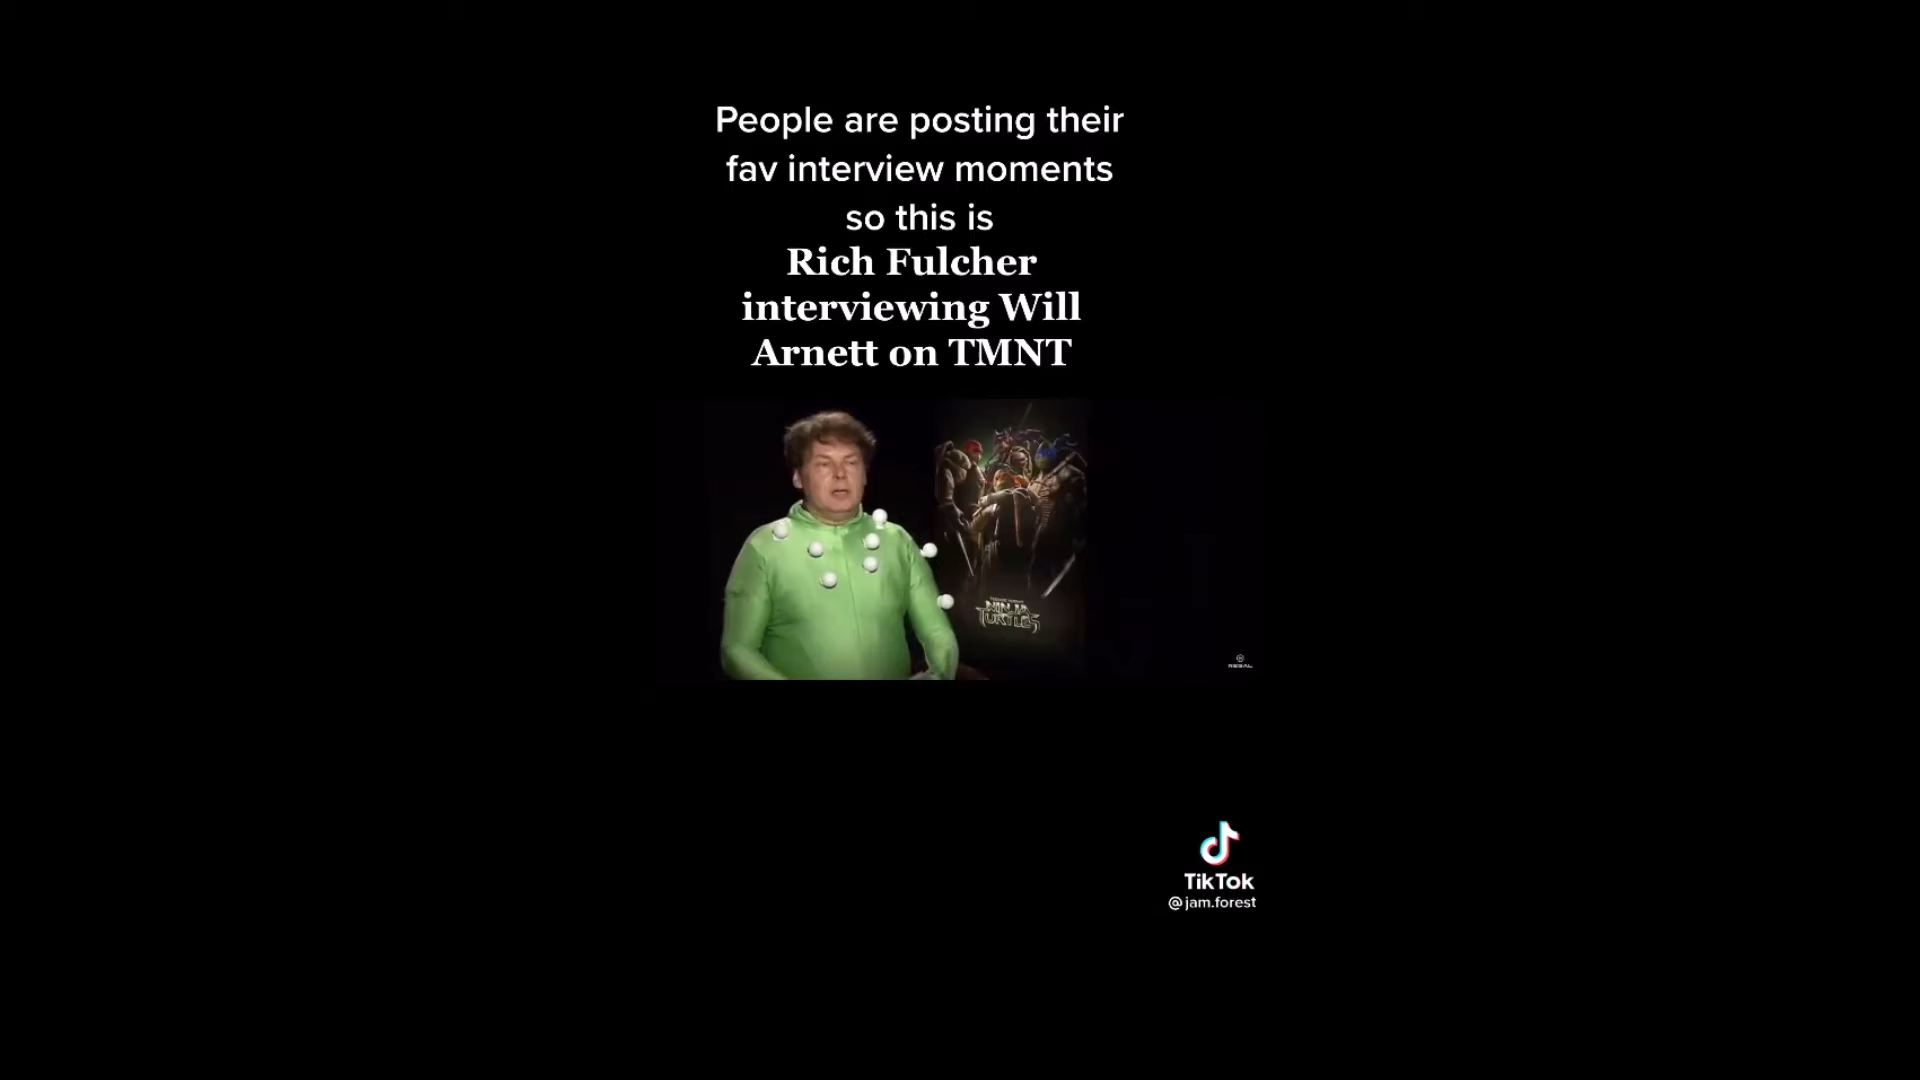 People are posting their
fav interview moments
so this is
Rich Fulcher
interviewing Will
Arnett on TMNT
NINJA
TURTLES
REGAL
TikTok
@jam.forest